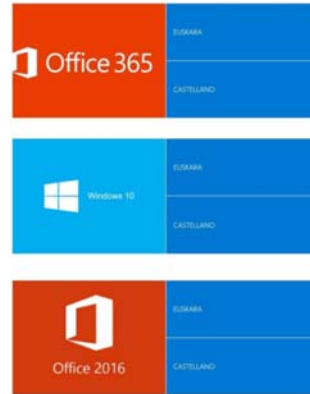 Office 365
EUSKARA
CASTELLANO
Windows 10
EUSKARA
CASTELLANO
Office 2016
EUSKARA
CASTELLANO